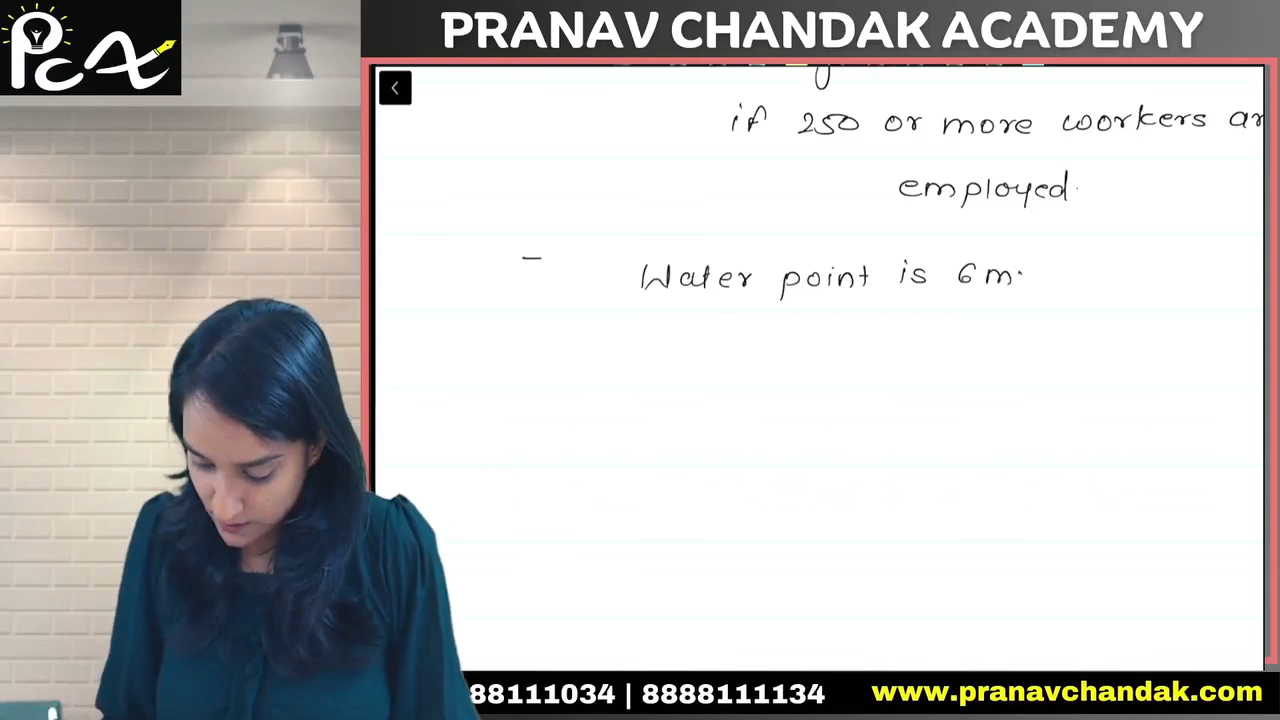 PCA
PRANAV CHANDAK ACADEMY
if 250 or more workers ar
employed.
- Water point is 6m.
88111034 | 8888111134
www.pranavchandak.com